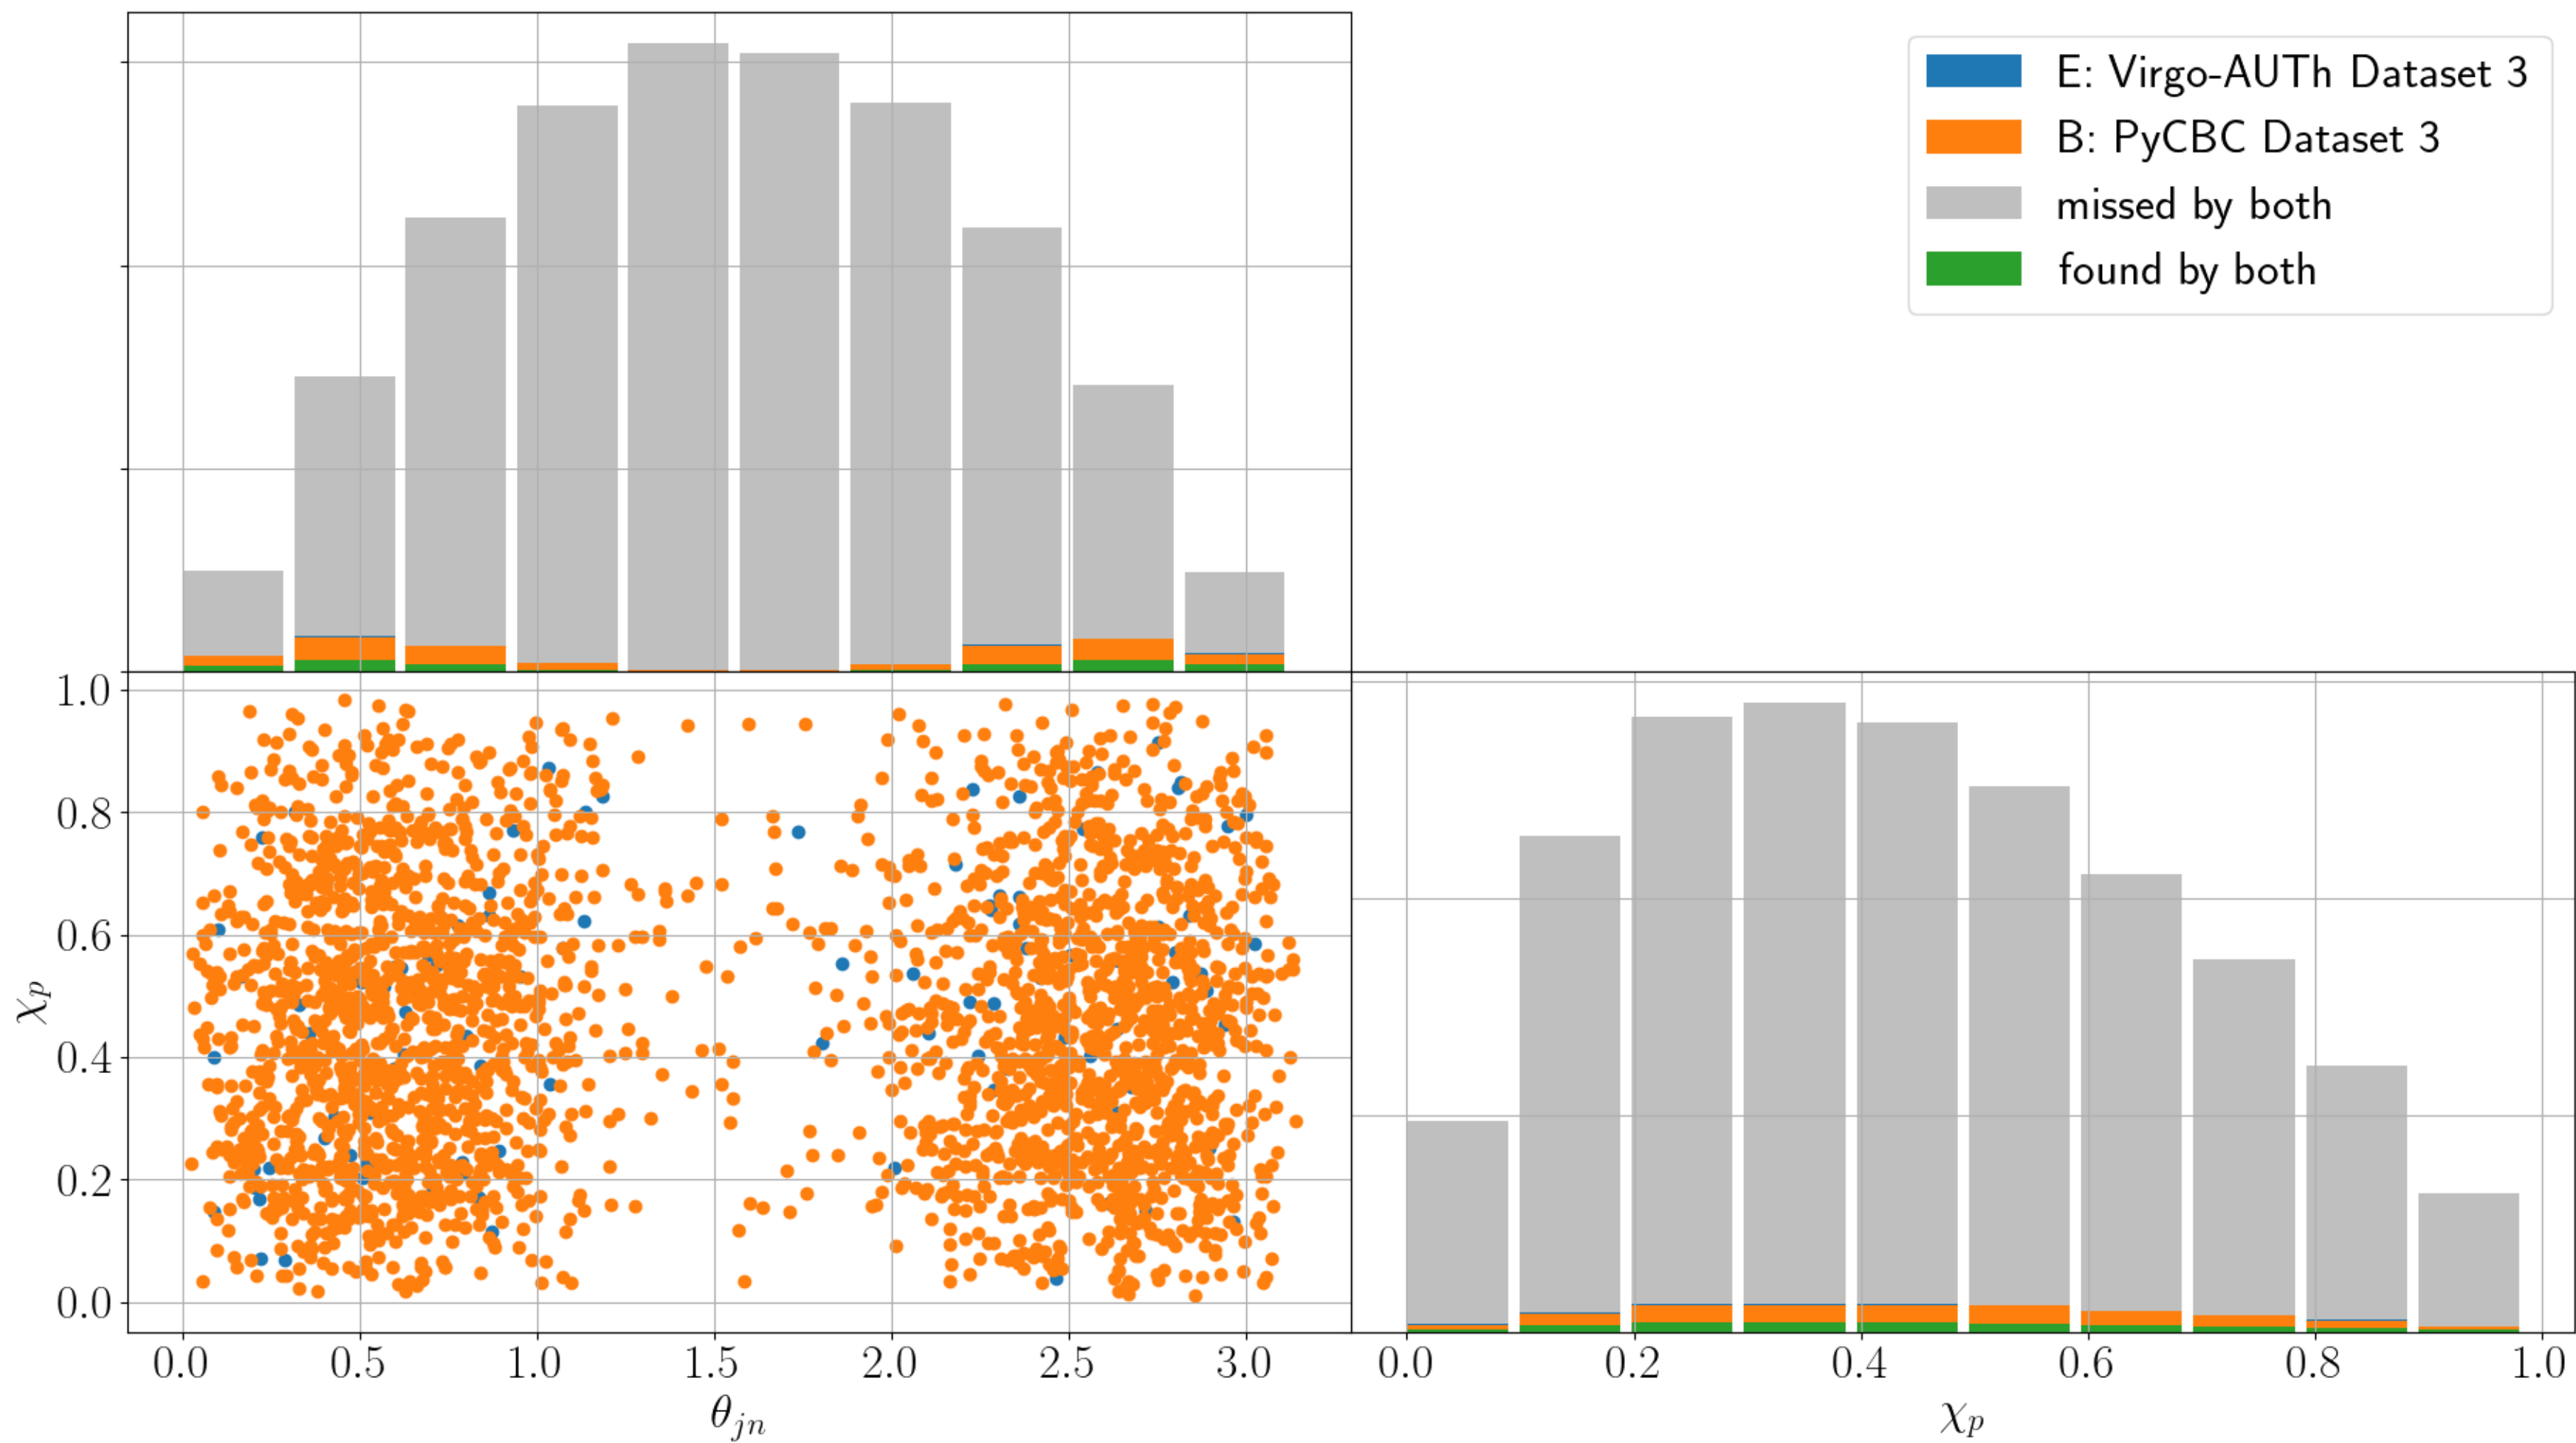 E: Virgo-AUTh Dataset 3
B: PyCBC Dataset 3
missed by both
found by both
1.0
0.8
0.6
0.4
0.2
0.0
χp
0.0 0.5 1.0 1.5 2.0 2.5 3.0
θjn
0.0 0.2 0.4 0.6 0.8 1.0
χp